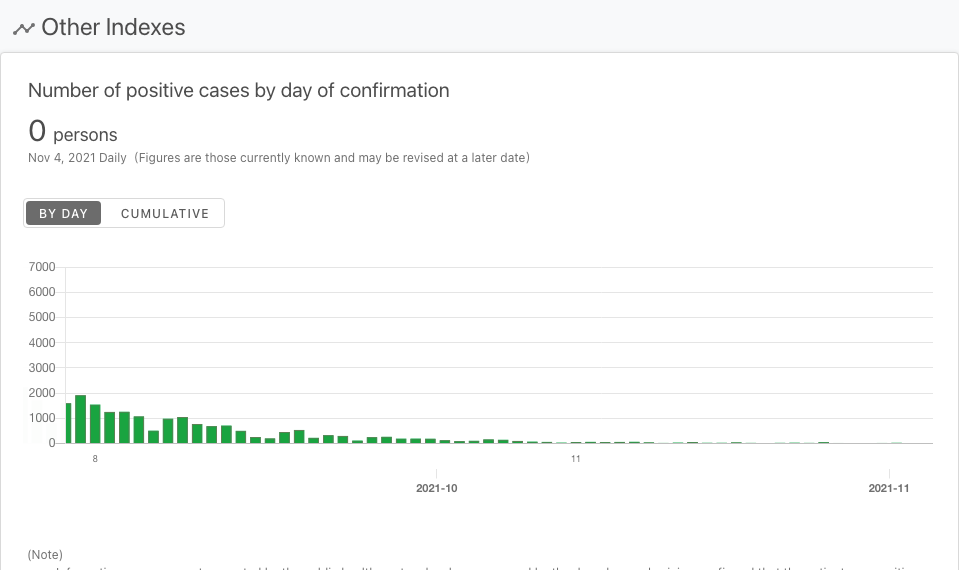 Other Indexes
Number of positive cases by day of confirmation
0 persons
Nov 4, 2021 Daily (Figures are those currently known and may be revised at a later date)
BY DAY CUMULATIVE
7000
6000
5000
4000
3000
2000
1000
0
8 11
2021-10 2021-11
(Note)